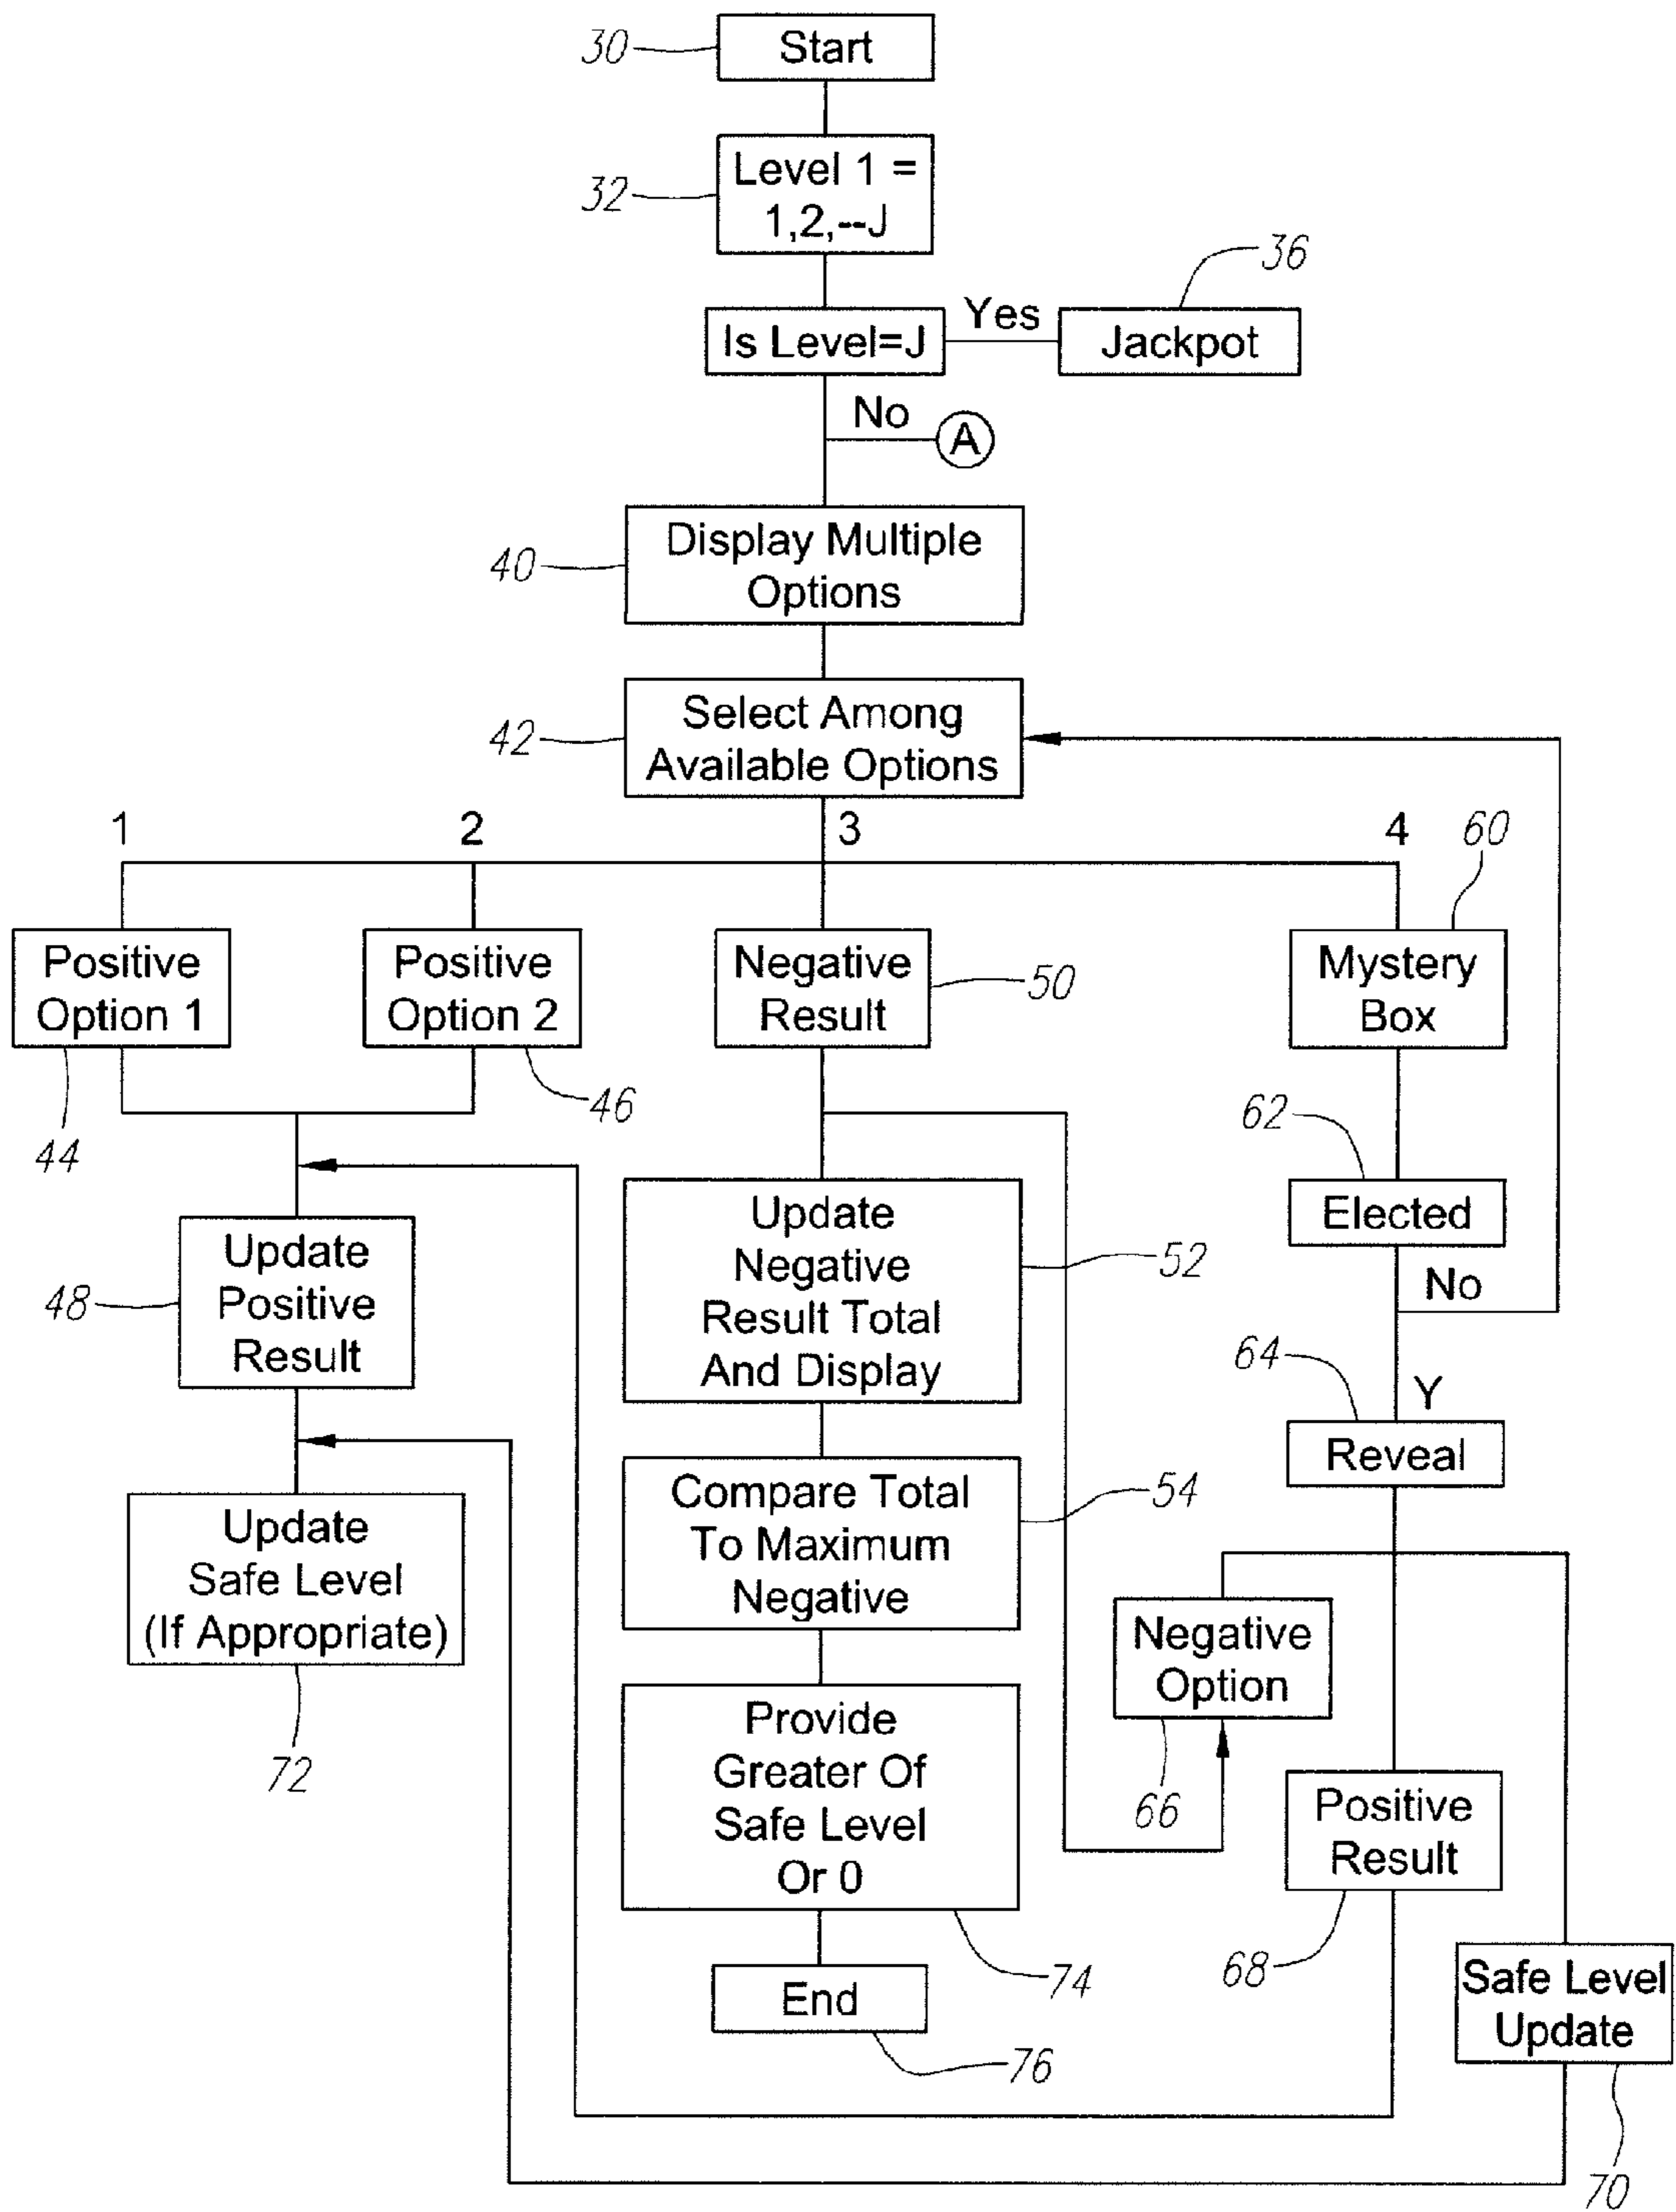 30
Start
32
Level 1 =
1,2,--J
36
Is Level=J
Yes
Jackpot
No
A
40
Display Multiple
Options
42
Select Among
Available Options
1
2
3
4
60
Positive
Option 1
Positive
Option 2
Negative
Result
50
Mystery
Box
44
46
62
Elected
No
48
Update
Positive
Result
Update
Negative
Result Total
And Display
52
64
Y
Reveal
Update
Safe Level
(If Appropriate)
72
Compare Total
To Maximum
Negative
54
Negative
Option
66
Provide
Greater Of
Safe Level
Or 0
74
Positive
Result
68
End
76
Safe Level
Update
70